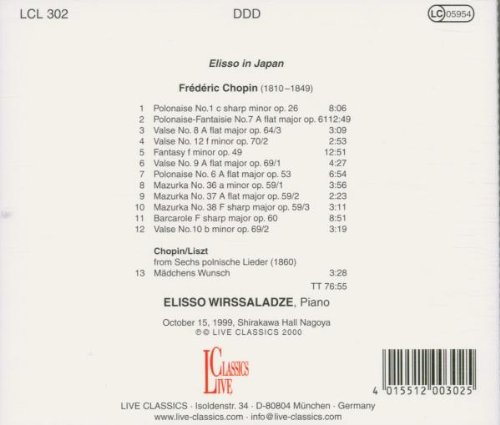 LCL 302 DDD LC 05954
Elisso in Japan
Frédéric Chopin (1810–1849)
1 Polonaise No.1 c sharp minor op. 26 8:06
2 Polonaise-Fantaisie No.7 A flat major op. 6112:49
3 Valse No. 8 A flat major op. 64/3 3:09
4 Valse No. 12 f minor op. 70/2 2:53
5 Fantasy f minor op. 49 12:51
6 Valse No. 9 A flat major op. 69/1 4:27
7 Polonaise No. 6 A flat major op. 53 6:54
8 Mazurka No. 36 a minor op. 59/1 3:56
9 Mazurka No. 37 A flat major op. 59/2 2:23
10 Mazurka No. 38 F sharp major op. 59/3 3:11
11 Barcarole F sharp major op. 60 8:51
12 Valse No.10 b minor op. 69/2 3:19
Chopin/Liszt
from Sechs polnische Lieder (1860)
13 Mädchens Wunsch 3:28
TT 76:55
ELISSO WIRSSALADZE, Piano
October 15, 1999, Shirakawa Hall Nagoya
℗© LIVE CLASSICS 2000
LIVE CLASSICS
4 015512 003025
LIVE CLASSICS · Isoldenstr. 34 · D-80804 München · Germany
www.live-classics.com · live-classics@live-classics.com